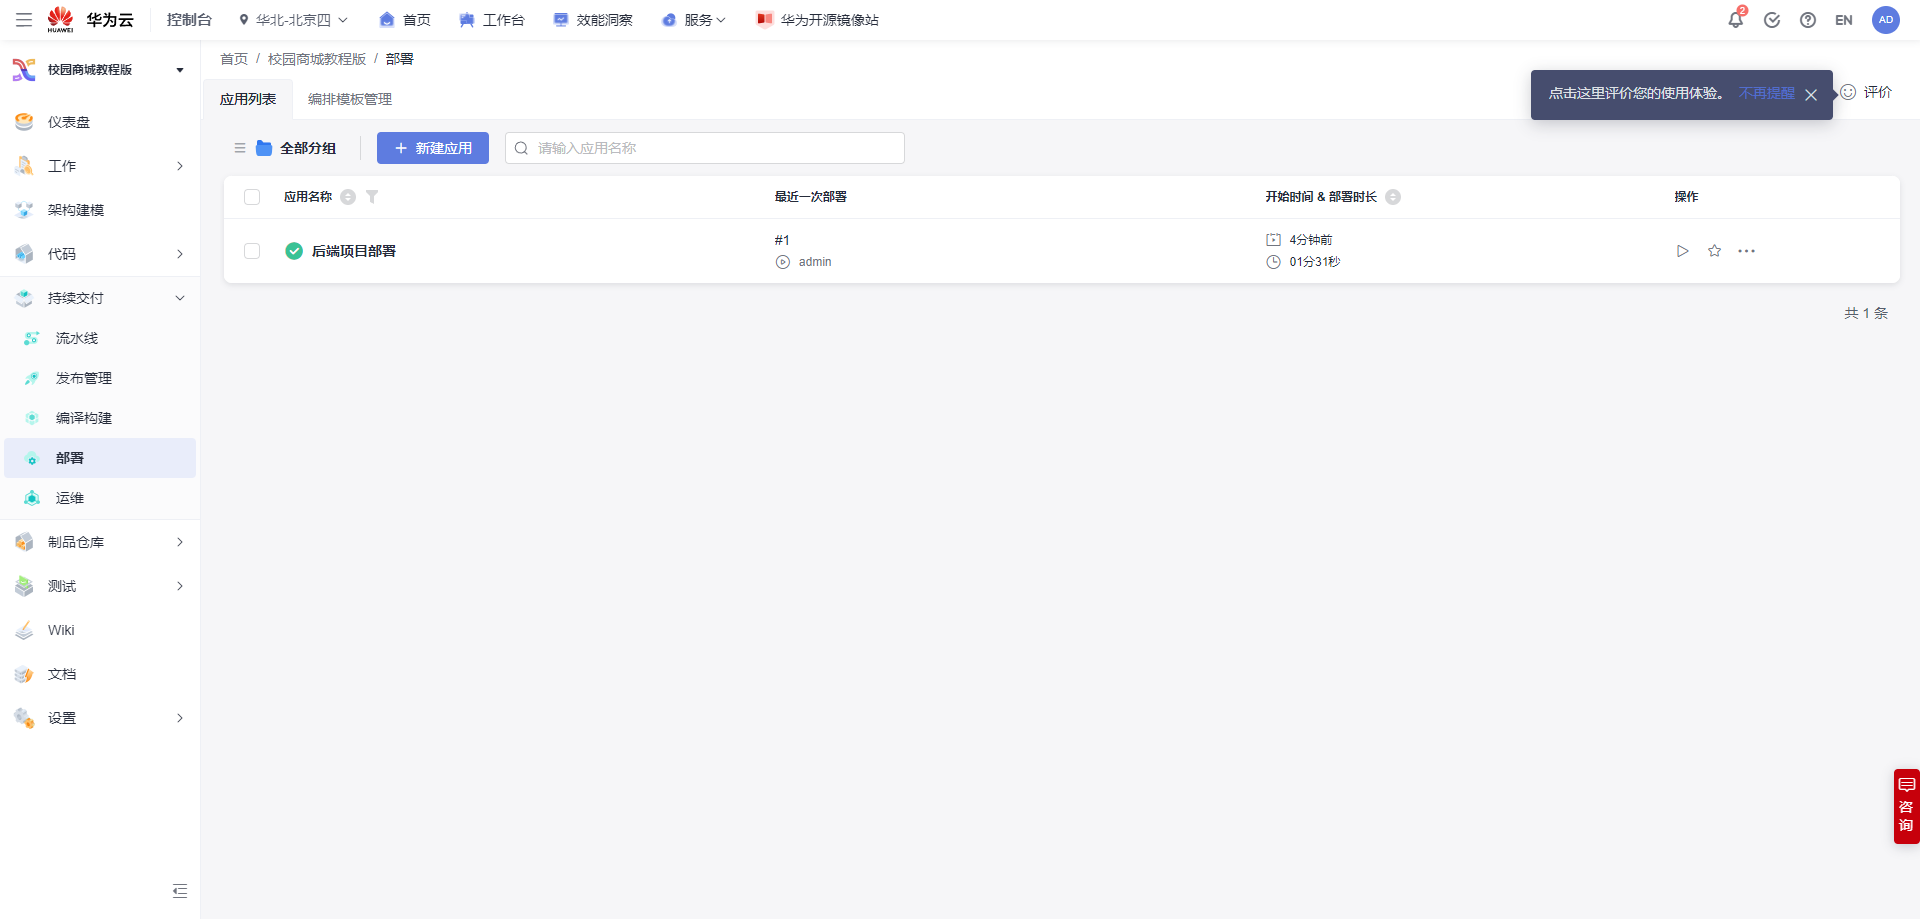 HUAWEI 华为云 控制台 华北-北京四 首页 工作台 效能洞察 服务 华为开源镜像站 2 EN AD
校园商城教程版
仪表盘
工作
架构建模
代码
持续交付
流水线
发布管理
编译构建
部署
运维
制品仓库
测试
Wiki
文档
设置
首页 / 校园商城教程版 / 部署
应用列表 编排模板管理
点击这里评价您的使用体验。 不再提醒 评价
全部分组 新建应用 请输入应用名称
应用名称 最近一次部署 开始时间 & 部署时长 操作
后端项目部署 #1 4分钟前
admin 01分31秒
共 1 条
咨
询